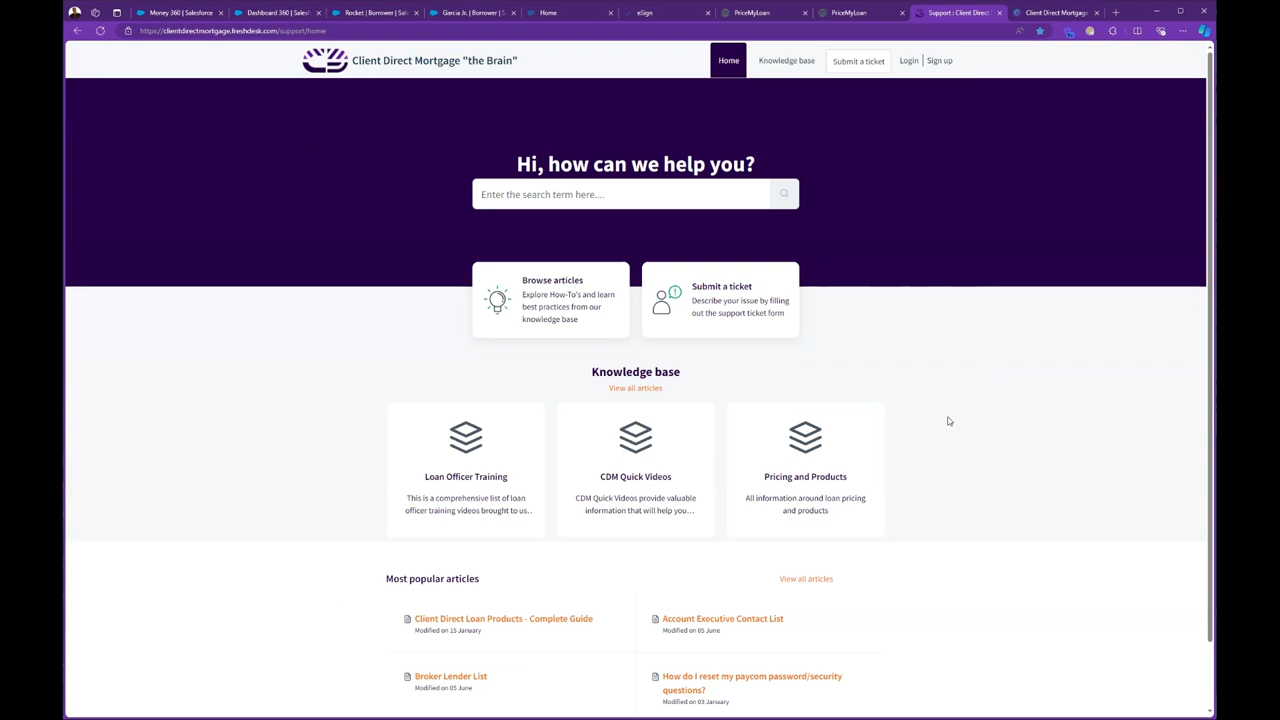 Money 360 | Salesforce
Dashboard 360 | Salesf
Rocket | Borrower | Sale
Garcia Jr. | Borrower | S
Home
eSign
PriceMyLoan
PriceMyLoan
Support : Client Direct
Client Direct Mortgage
https://clientdirectmortgage.freshdesk.com/support/home
Client Direct Mortgage "the Brain"
Home
Knowledge base
Submit a ticket
Login
Sign up
Hi, how can we help you?
Enter the search term here....
Browse articles
Explore How-To's and learn
best practices from our
knowledge base
Submit a ticket
Describe your issue by filling
out the support ticket form
Knowledge base
View all articles
Loan Officer Training
This is a comprehensive list of loan
officer training videos brought to us..
CDM Quick Videos
CDM Quick Videos provide valuable
information that will help you...
Pricing and Products
All information around loan pricing
and products
Most popular articles
View all articles
Client Direct Loan Products - Complete Guide
Modified on 15 January
Account Executive Contact List
Modified on 05 June
Broker Lender List
Modified on 05 June
How do I reset my paycom password/security
questions?
Modified on 03 January